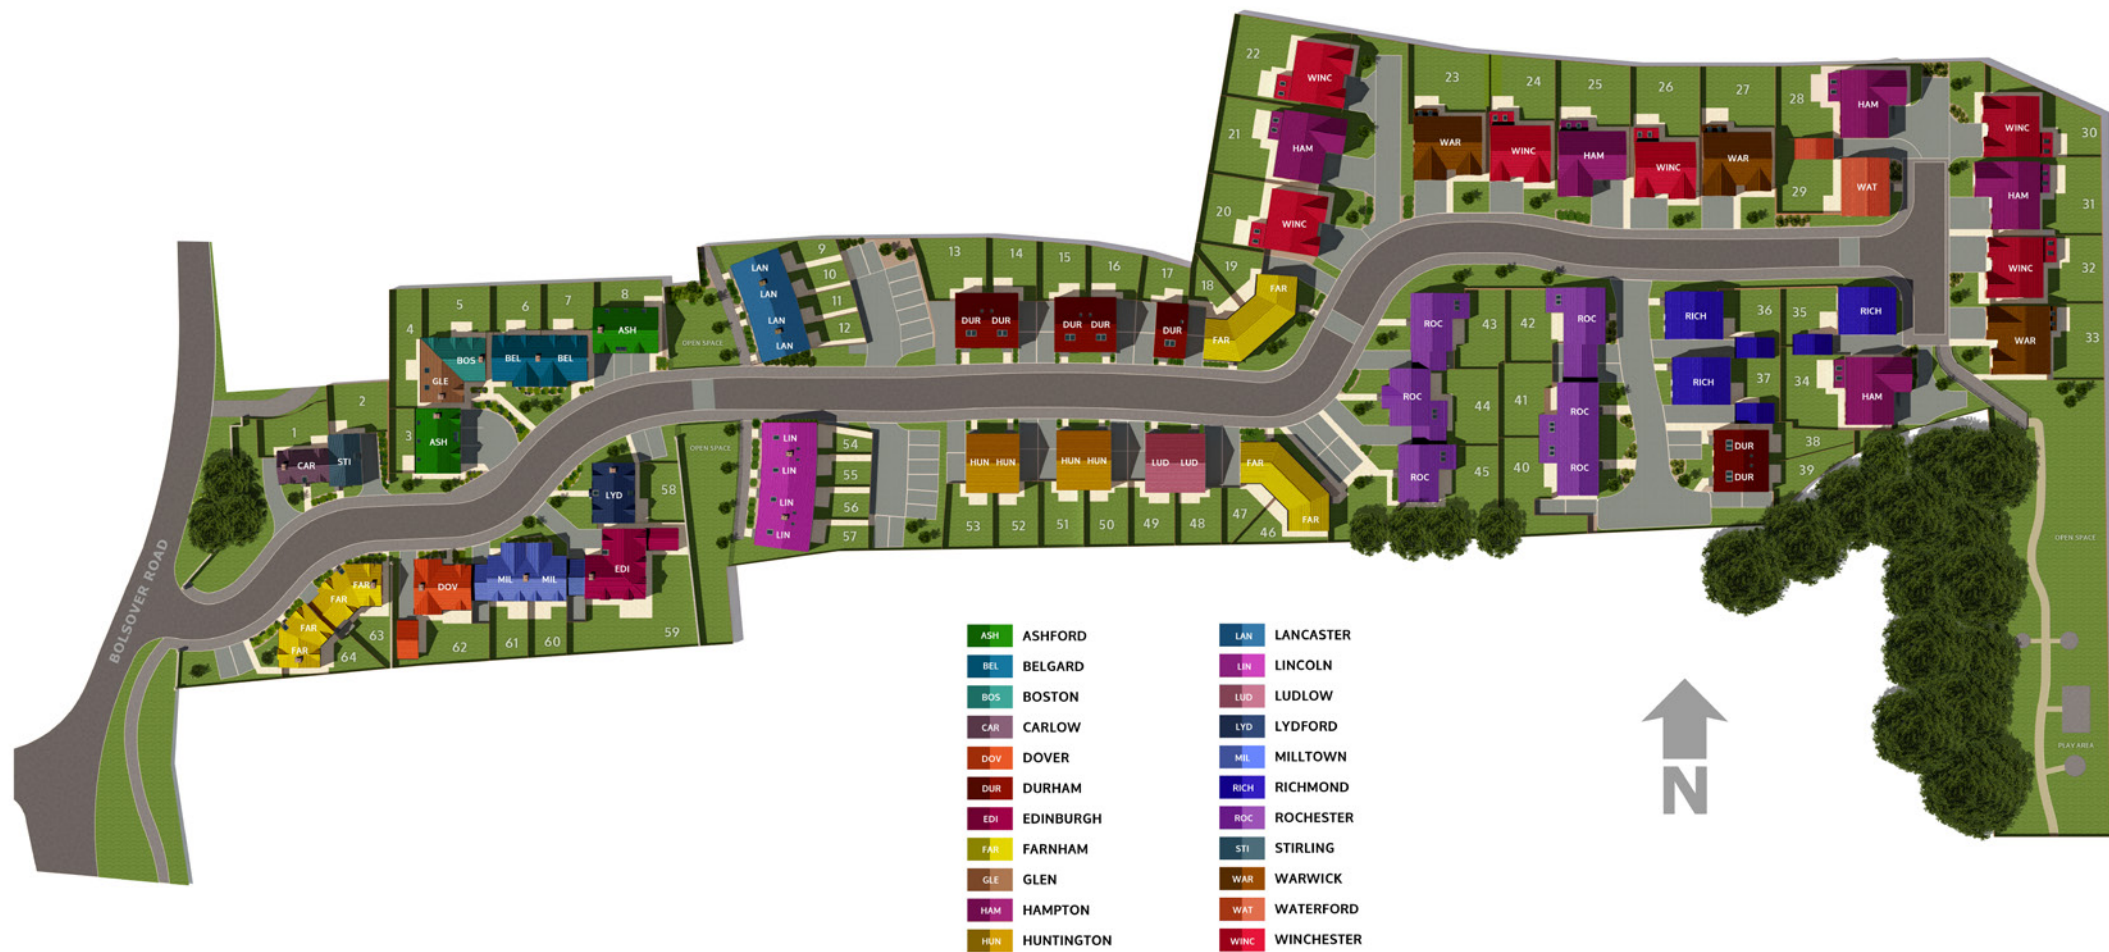 22
WINC
23
24
25
26
27
28
HAM
WINC
30
21
HAM
WAR
WINC
HAM
WINC
WAR
29
WAT
HAM
31
20
WINC
WINC
32
19
18
FAR
FAR
9
10
11
12
LAN
LAN
LAN
LAN
13
14
15
16
17
DUR DUR
DUR DUR
DUR
4
5
6
7
8
BOS
BEL
BEL
ASH
GLE
OPEN SPACE
ROC
43
42
ROC
RICH
36
35
RICH
WAR
33
RICH
37
34
HAM
ROC
44
41
ROC
2
1
3
ASH
CAR
STI
LIN
LIN
LIN
LIN
54
55
56
57
OPEN SPACE
HUN HUN
HUN HUN
LUD LUD
FAR
FAR
ROC
45
40
ROC
DUR
DUR
38
39
53
52
51
50
49
48
47
46
LYD
58
EDI
DOV
MIL
MIL
FAR
FAR
FAR
FAR
64
63
62
61
60
59
BOLSOVER ROAD
OPEN SPACE
PLAY AREA
N
ASH ASHFORD
BEL BELGARD
BOS BOSTON
CAR CARLOW
DOV DOVER
DUR DURHAM
EDI EDINBURGH
FAR FARNHAM
GLE GLEN
HAM HAMPTON
HUN HUNTINGTON
LAN LANCASTER
LIN LINCOLN
LUD LUDLOW
LYD LYDFORD
MIL MILLTOWN
RICH RICHMOND
ROC ROCHESTER
STI STIRLING
WAR WARWICK
WAT WATERFORD
WINC WINCHESTER